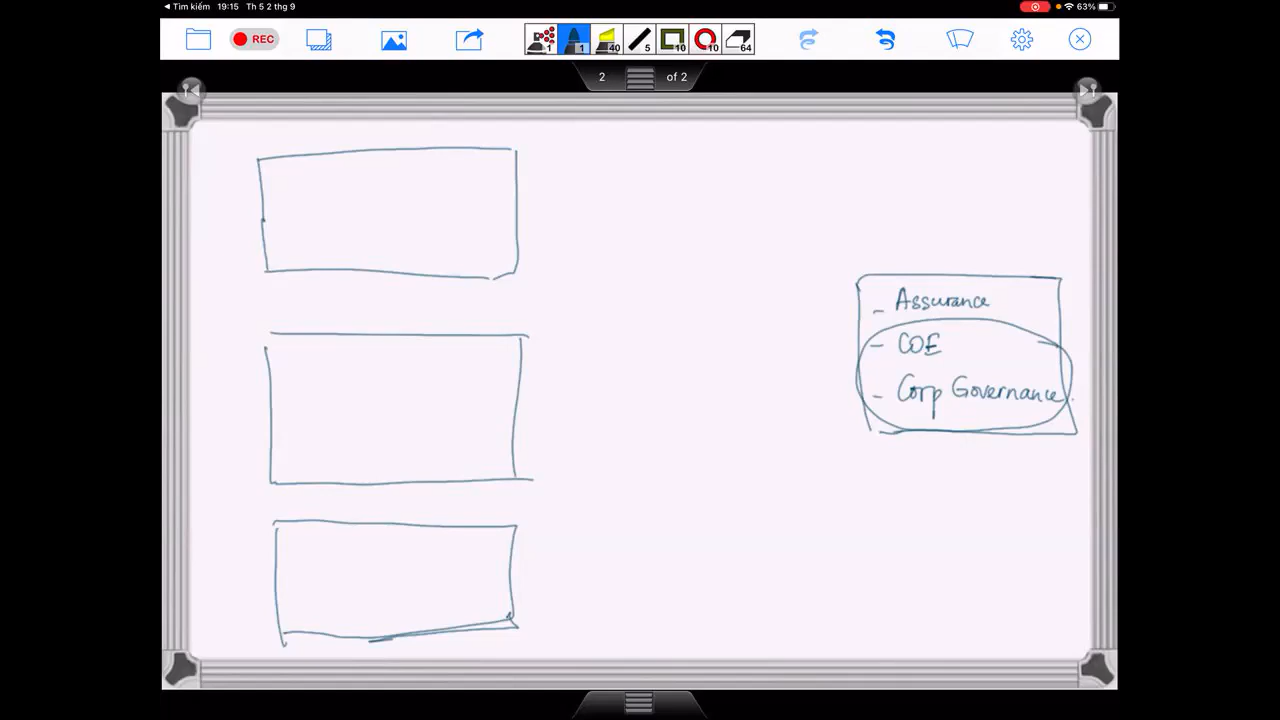 Tìm kiếm 19:15 Th 5 2 thg 9 63%
REC 1 1 40 5 10 10 64
2 of 2
- Assurance
- COE
- Corp Governance